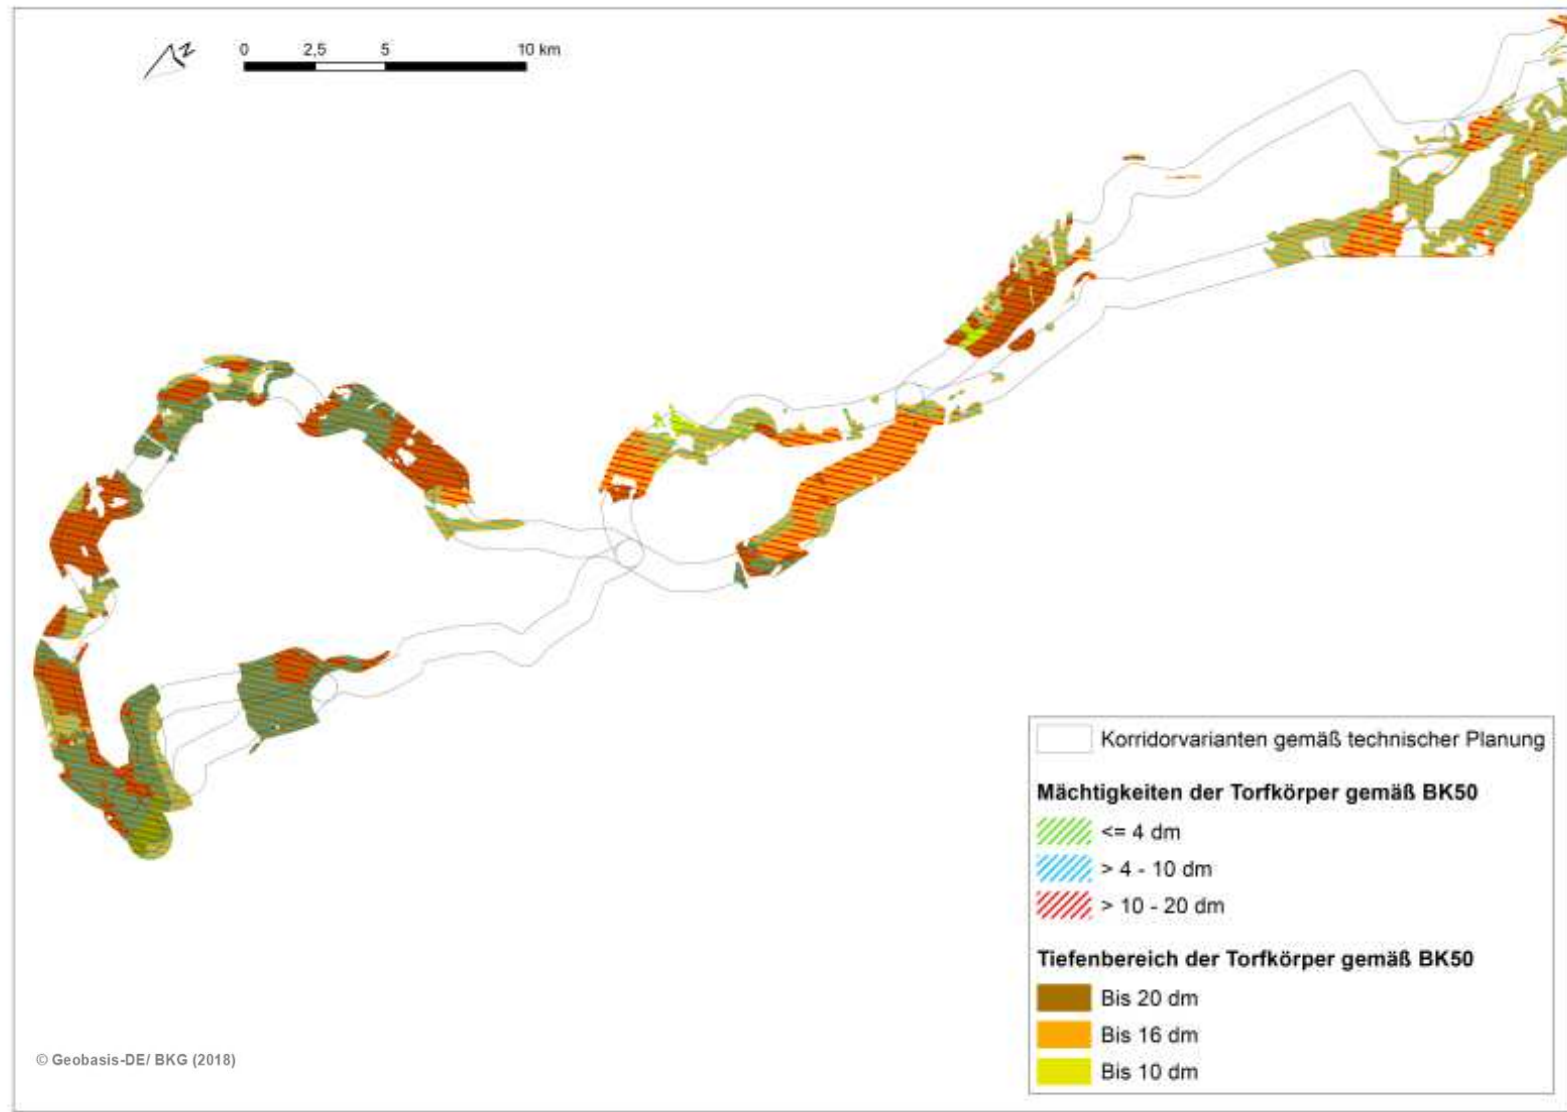 N
0 2,5 5 10 km
Korridorvarianten gemäß technischer Planung
Mächtigkeiten der Torfkörper gemäß BK50
<= 4 dm
> 4 - 10 dm
> 10 - 20 dm
Tiefenbereich der Torfkörper gemäß BK50
Bis 20 dm
Bis 16 dm
Bis 10 dm
© Geobasis-DE/ BKG (2018)